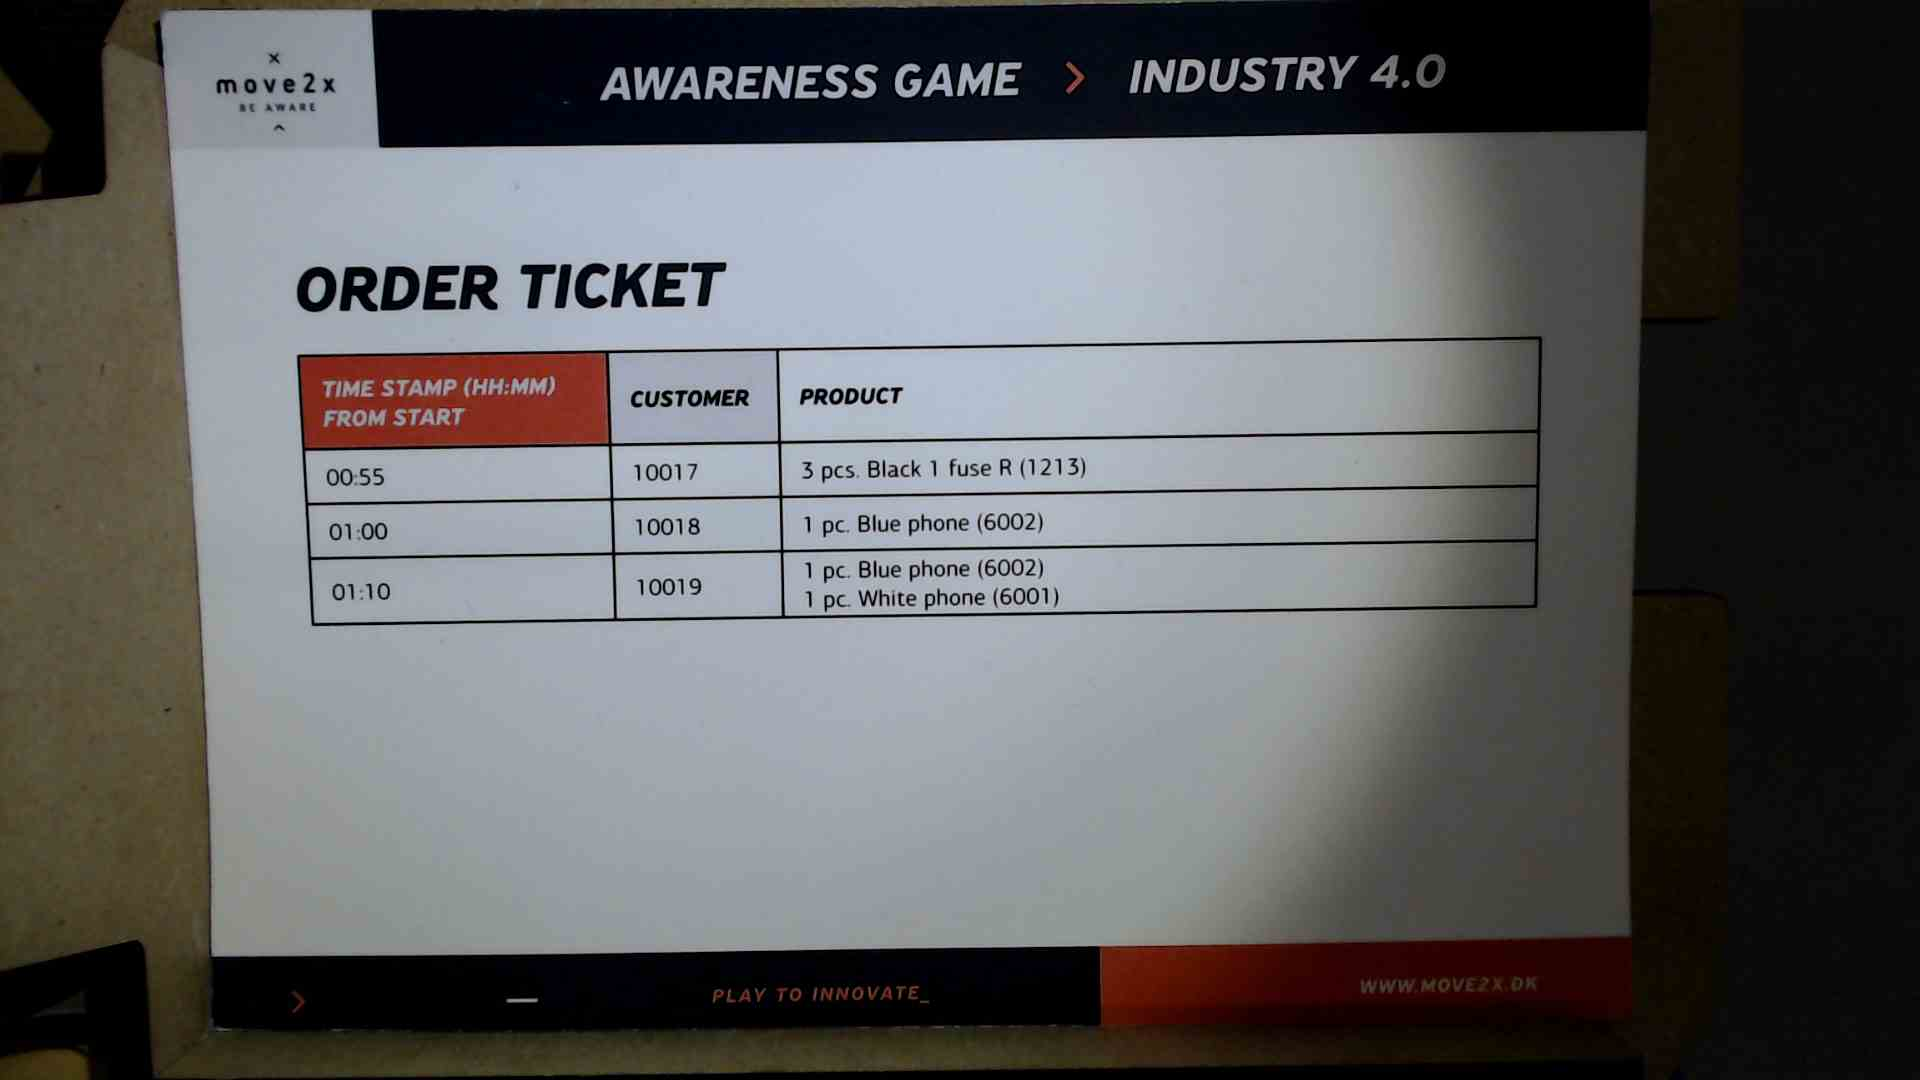 move2x
BE AWARE
AWARENESS GAME > INDUSTRY 4.0
ORDER TICKET
TIME STAMP (HH:MM)
FROM START
CUSTOMER
PRODUCT
00:55 10017 3 pcs. Black 1 fuse R (1213)
01:00 10018 1 pc. Blue phone (6002)
01:10 10019 1 pc. Blue phone (6002)
1 pc. White phone (6001)
PLAY TO INNOVATE_
WWW.MOVE2X.DK